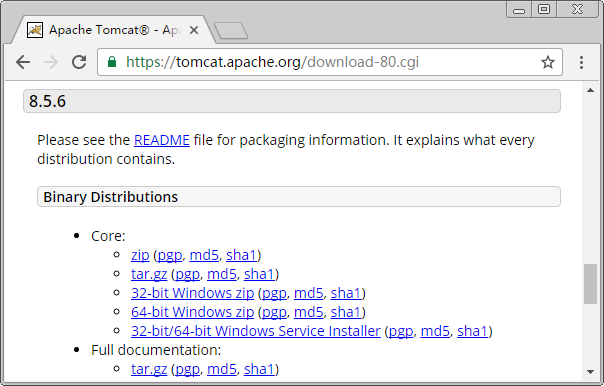 Apache Tomcat® - Apa
https://tomcat.apache.org/download-80.cgi
8.5.6
Please see the README file for packaging information. It explains what every
distribution contains.
Binary Distributions
Core:
zip (pgp, md5, sha1)
tar.gz (pgp, md5, sha1)
32-bit Windows zip (pgp, md5, sha1)
64-bit Windows zip (pgp, md5, sha1)
32-bit/64-bit Windows Service Installer (pgp, md5, sha1)
Full documentation:
tar.gz (pgp, md5, sha1)